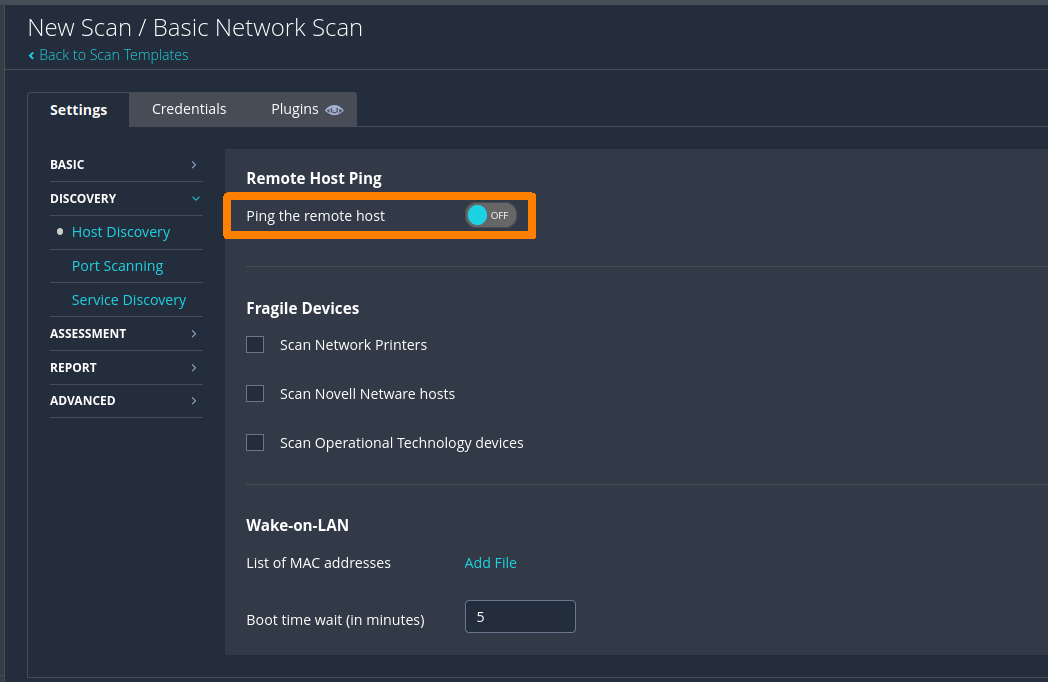 New Scan / Basic Network Scan
‹ Back to Scan Templates
Settings
Credentials
Plugins
BASIC
DISCOVERY
Host Discovery
Port Scanning
Service Discovery
ASSESSMENT
REPORT
ADVANCED
Remote Host Ping
Ping the remote host OFF
Fragile Devices
Scan Network Printers
Scan Novell Netware hosts
Scan Operational Technology devices
Wake-on-LAN
List of MAC addresses Add File
Boot time wait (in minutes) 5